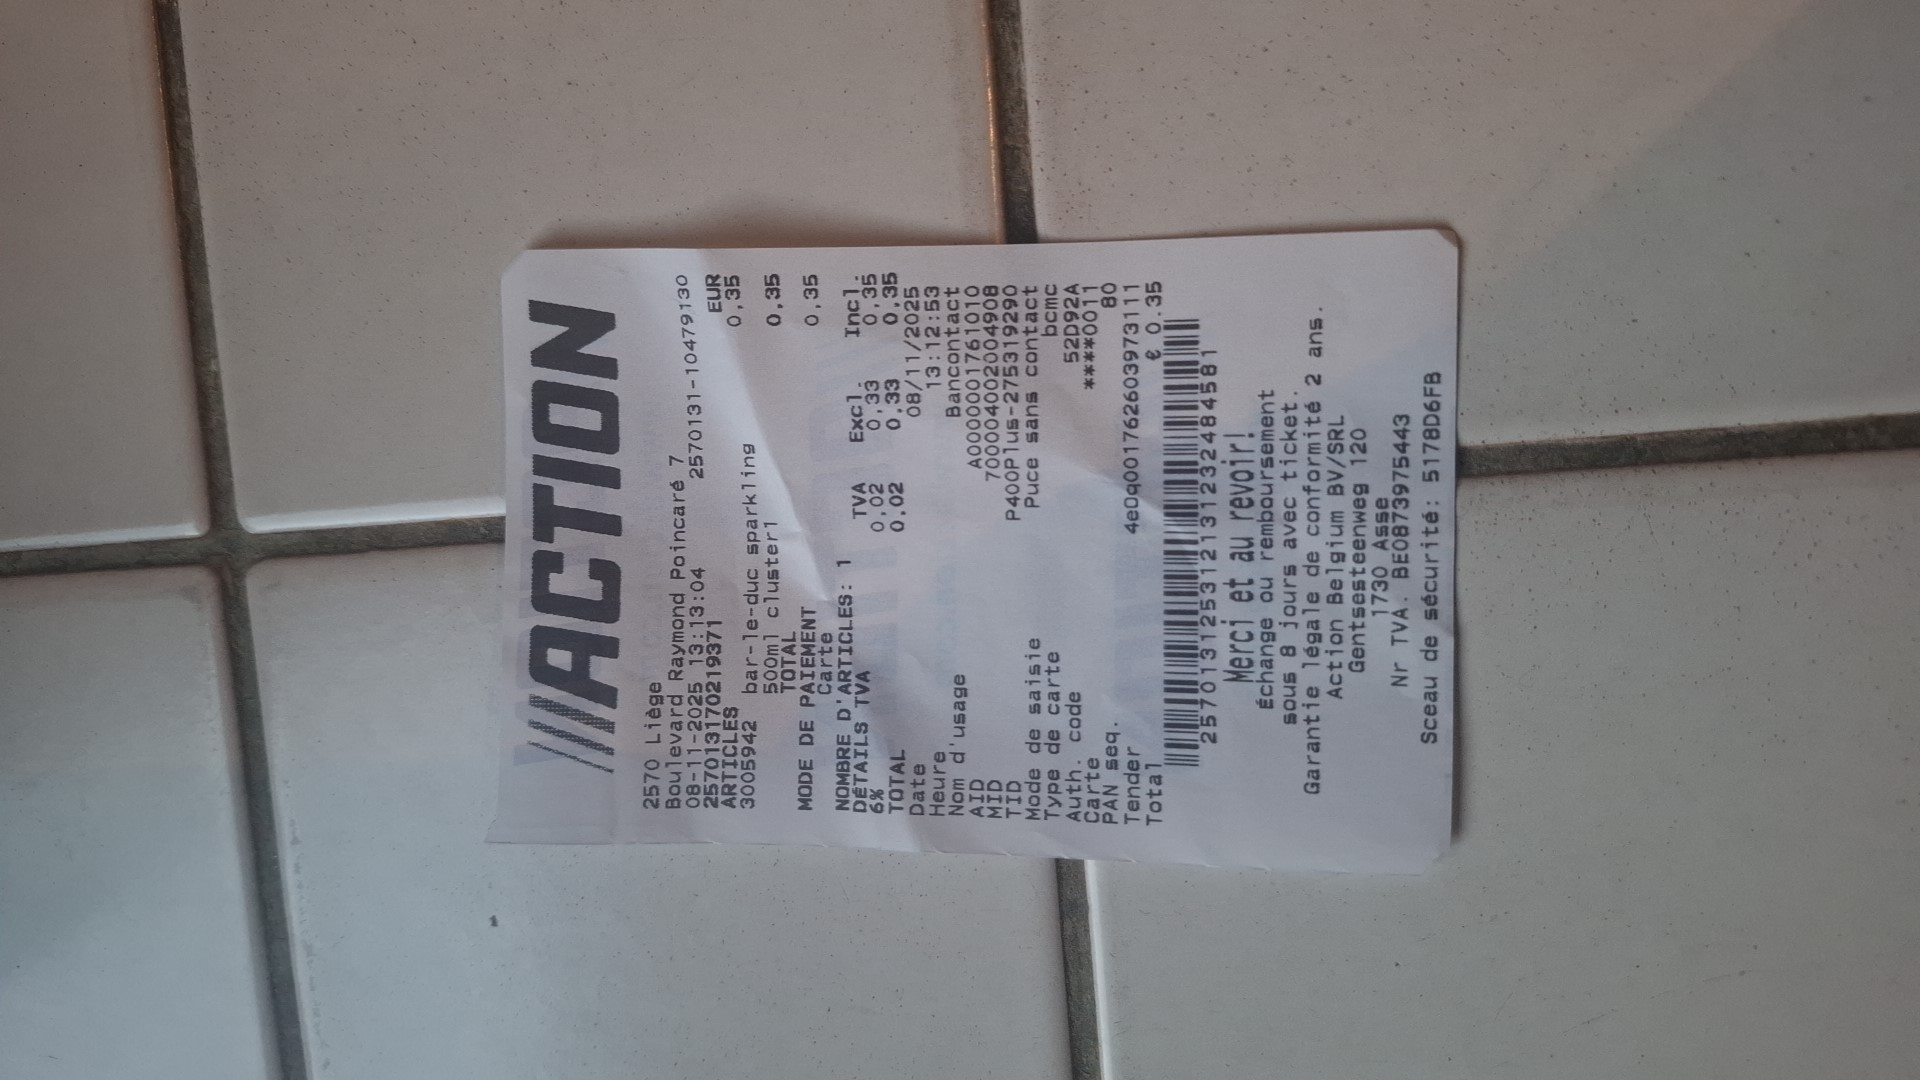 ACTION
2570 Liège
Boulevard Raymond Poincaré 7
08-11-2025 13:13:04 2570131-10479130
257013170219371
ARTICLES EUR
3005942 bar-le-duc sparkling 0,35
500ml cluster1
TOTAL 0,35
MODE DE PAIEMENT
Carte 0,35
NOMBRE D'ARTICLES: 1
DÉTAILS TVA TVA Excl. Incl.
6% 0,02 0,33 0,35
TOTAL 0,02 0,33 0,35
Date 08/11/2025
Heure 13:12:53
Nom d'usage Bancontact
AID A0000001761010
MID 700004002004908
TID P400Plus-275319290
Mode de saisie Puce sans contact
Type de carte bcmc
Auth. code 52D92A
Carte ****0011
PAN seq. 80
Tender 4eOq001762603973111
Total € 0.35
25701312531213131232484581
Merci et au revoir!
Échange ou remboursement
sous 8 jours avec ticket.
Garantie légale de conformité 2 ans.
Action Belgium BV/SRL
Gentsesteenweg 120
1730 Asse
Nr TVA. BE0873975443
Sceau de sécurité: 5178D6FB